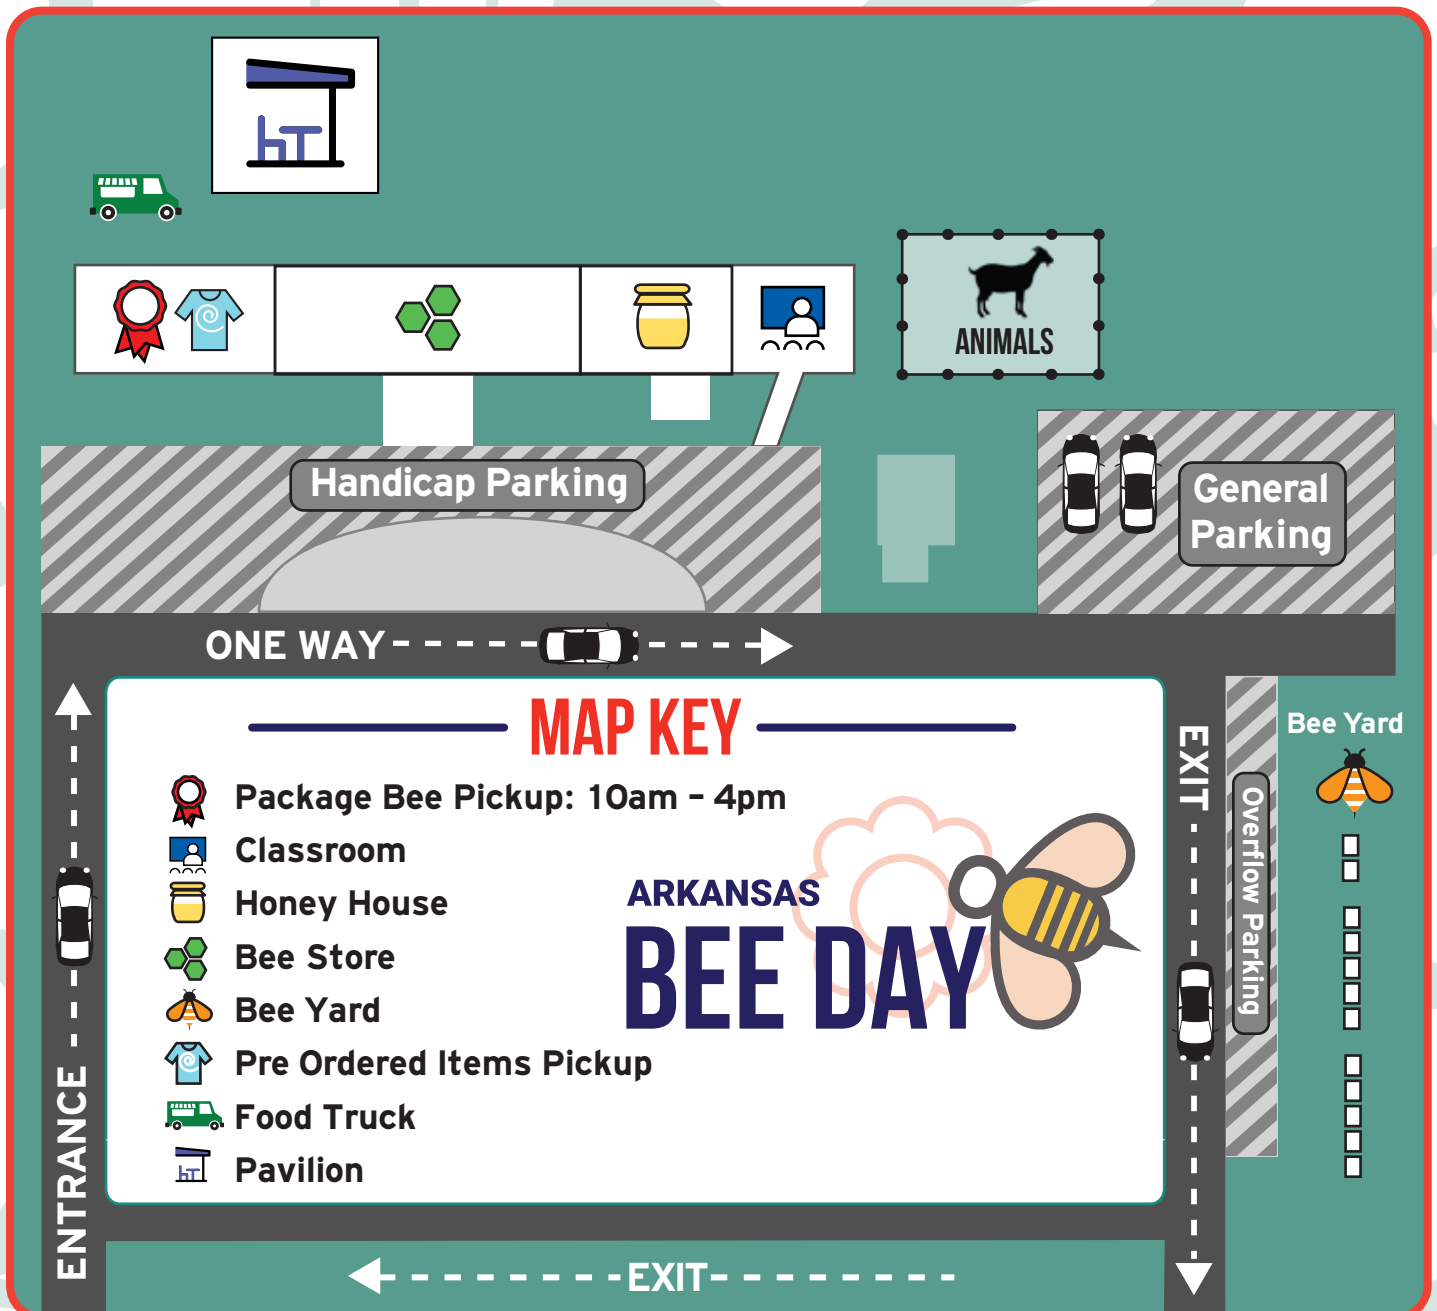 ANIMALS
Handicap Parking
General
Parking
ONE WAY
MAP KEY
Package Bee Pickup: 10am – 4pm
Classroom
Honey House
Bee Store
Bee Yard
Pre Ordered Items Pickup
Food Truck
Pavilion
ARKANSAS
BEE DAY
ENTRANCE
EXIT
Overflow Parking
Bee Yard
EXIT